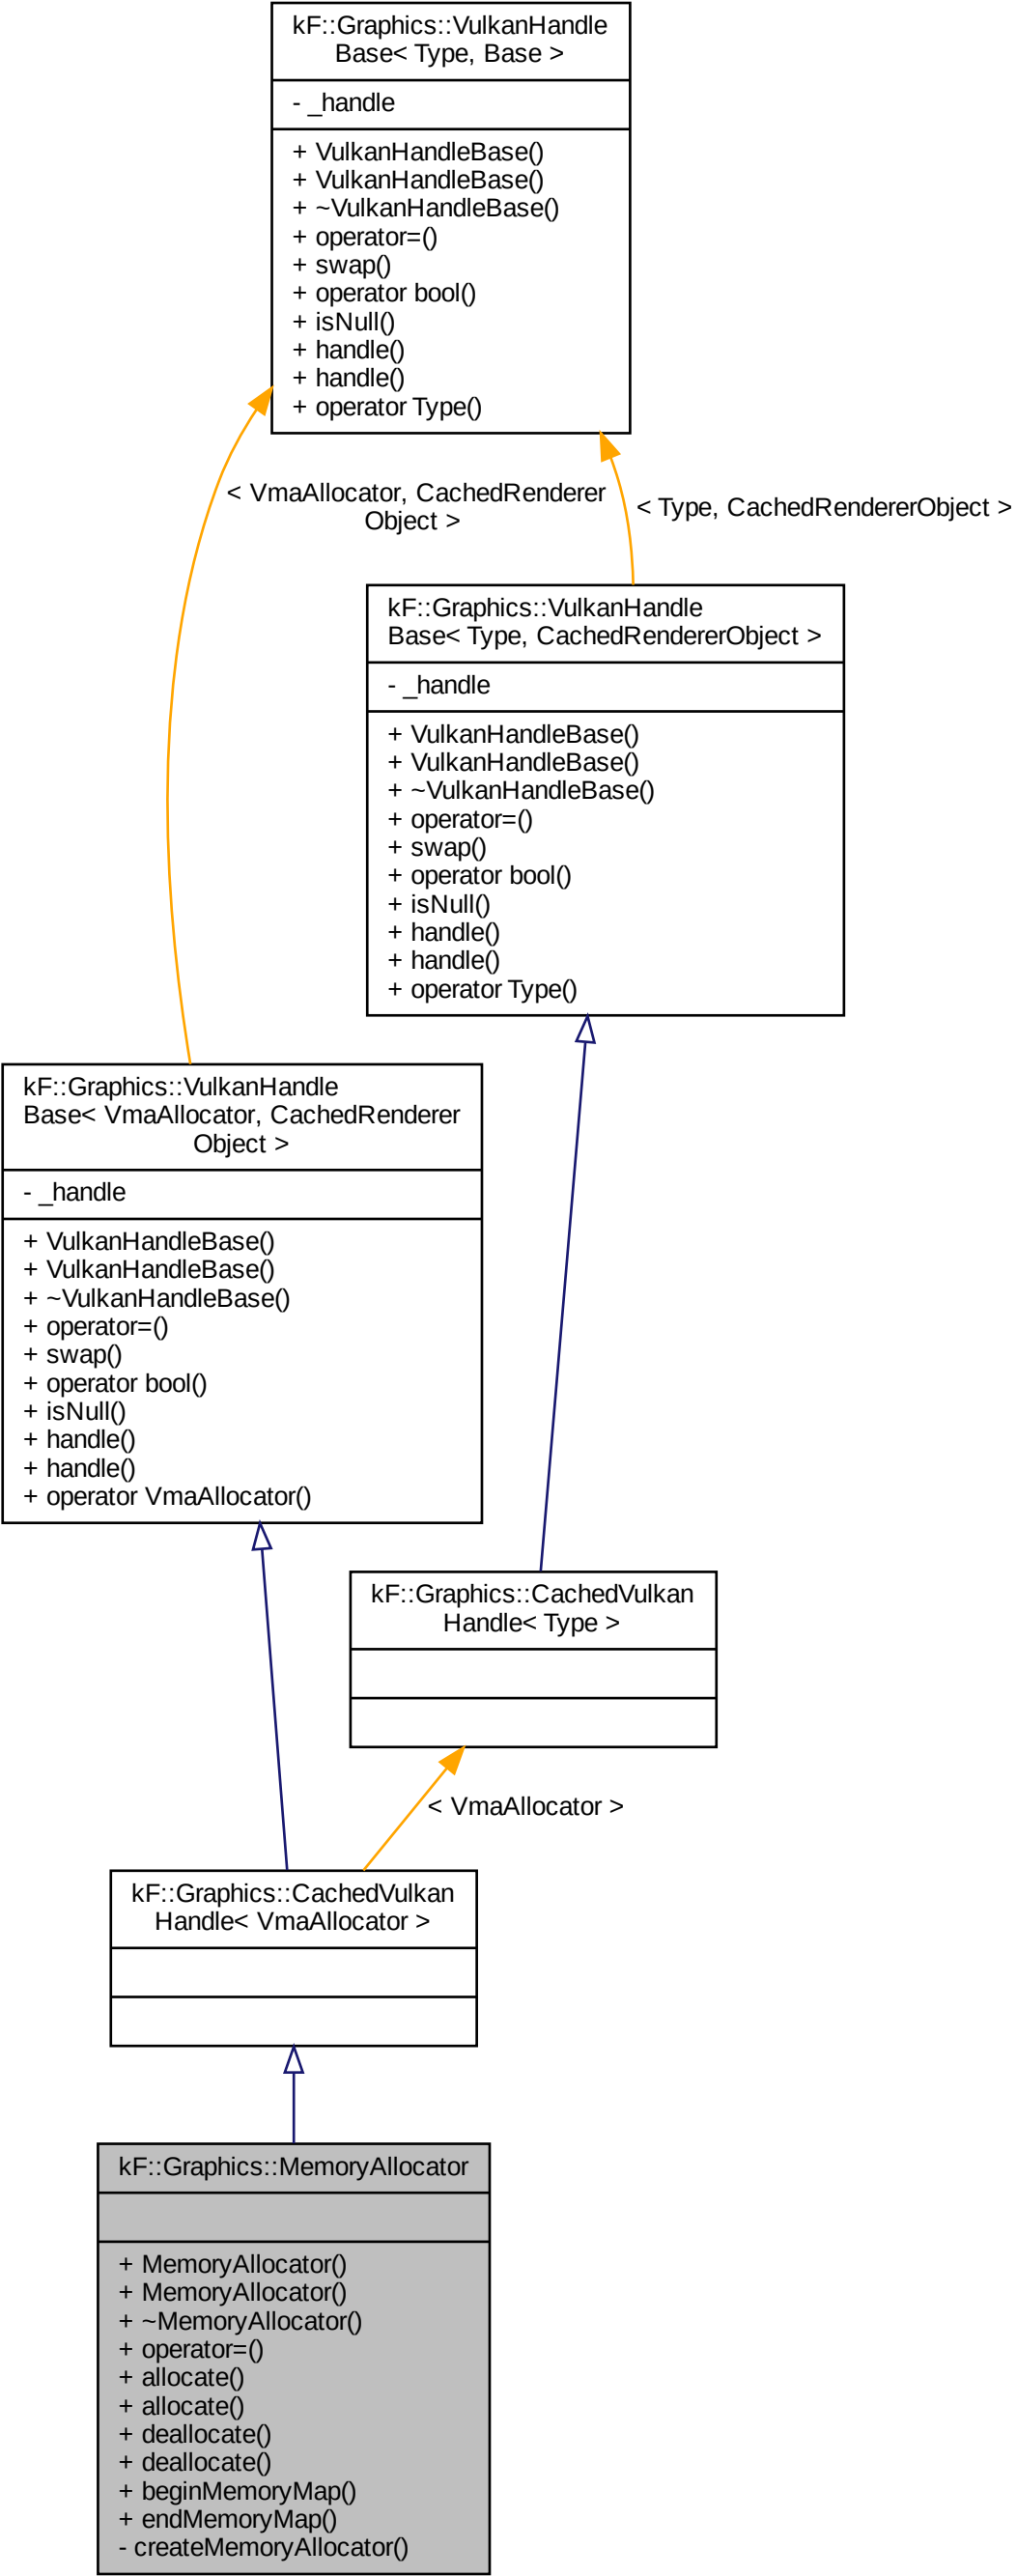 kF::Graphics::VulkanHandle
Base< Type, Base >
- _handle
+ VulkanHandleBase()
+ VulkanHandleBase()
+ ~VulkanHandleBase()
+ operator=()
+ swap()
+ operator bool()
+ isNull()
+ handle()
+ handle()
+ operator Type()
< VmaAllocator, CachedRenderer
Object >
< Type, CachedRendererObject >
kF::Graphics::VulkanHandle
Base< Type, CachedRendererObject >
- _handle
+ VulkanHandleBase()
+ VulkanHandleBase()
+ ~VulkanHandleBase()
+ operator=()
+ swap()
+ operator bool()
+ isNull()
+ handle()
+ handle()
+ operator Type()
kF::Graphics::VulkanHandle
Base< VmaAllocator, CachedRenderer
Object >
- _handle
+ VulkanHandleBase()
+ VulkanHandleBase()
+ ~VulkanHandleBase()
+ operator=()
+ swap()
+ operator bool()
+ isNull()
+ handle()
+ handle()
+ operator VmaAllocator()
kF::Graphics::CachedVulkan
Handle< Type >
< VmaAllocator >
kF::Graphics::CachedVulkan
Handle< VmaAllocator >
kF::Graphics::MemoryAllocator
+ MemoryAllocator()
+ MemoryAllocator()
+ ~MemoryAllocator()
+ operator=()
+ allocate()
+ allocate()
+ deallocate()
+ deallocate()
+ beginMemoryMap()
+ endMemoryMap()
- createMemoryAllocator()